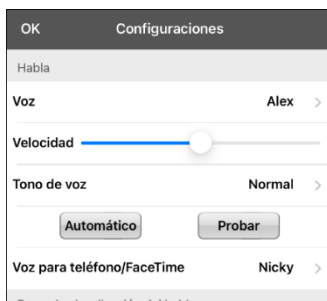 OK Configuraciones
Habla
Voz Alex
Velocidad
Tono de voz Normal
Automático Probar
Voz para teléfono/FaceTime Nicky